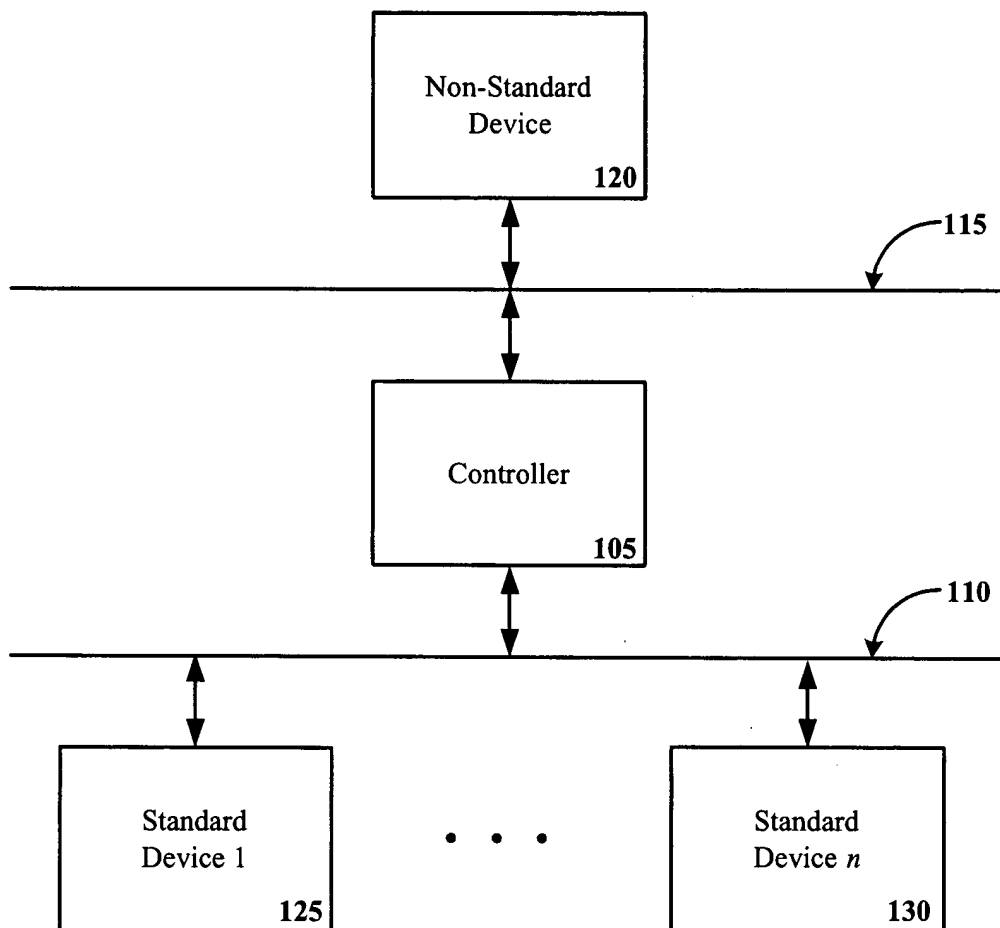 Non-Standard
Device
120
115
Controller
105
110
Standard
Device 1
125
• • •
Standard
Device n
130